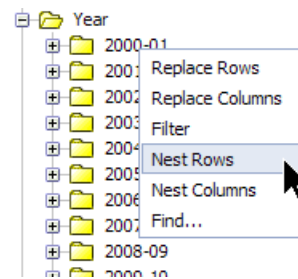 Year
2000-01
2001
Replace Rows
2002
Replace Columns
2003
Filter
2004
Nest Rows
2005
Nest Columns
2006
Find...
2007
2008-09
2009-10